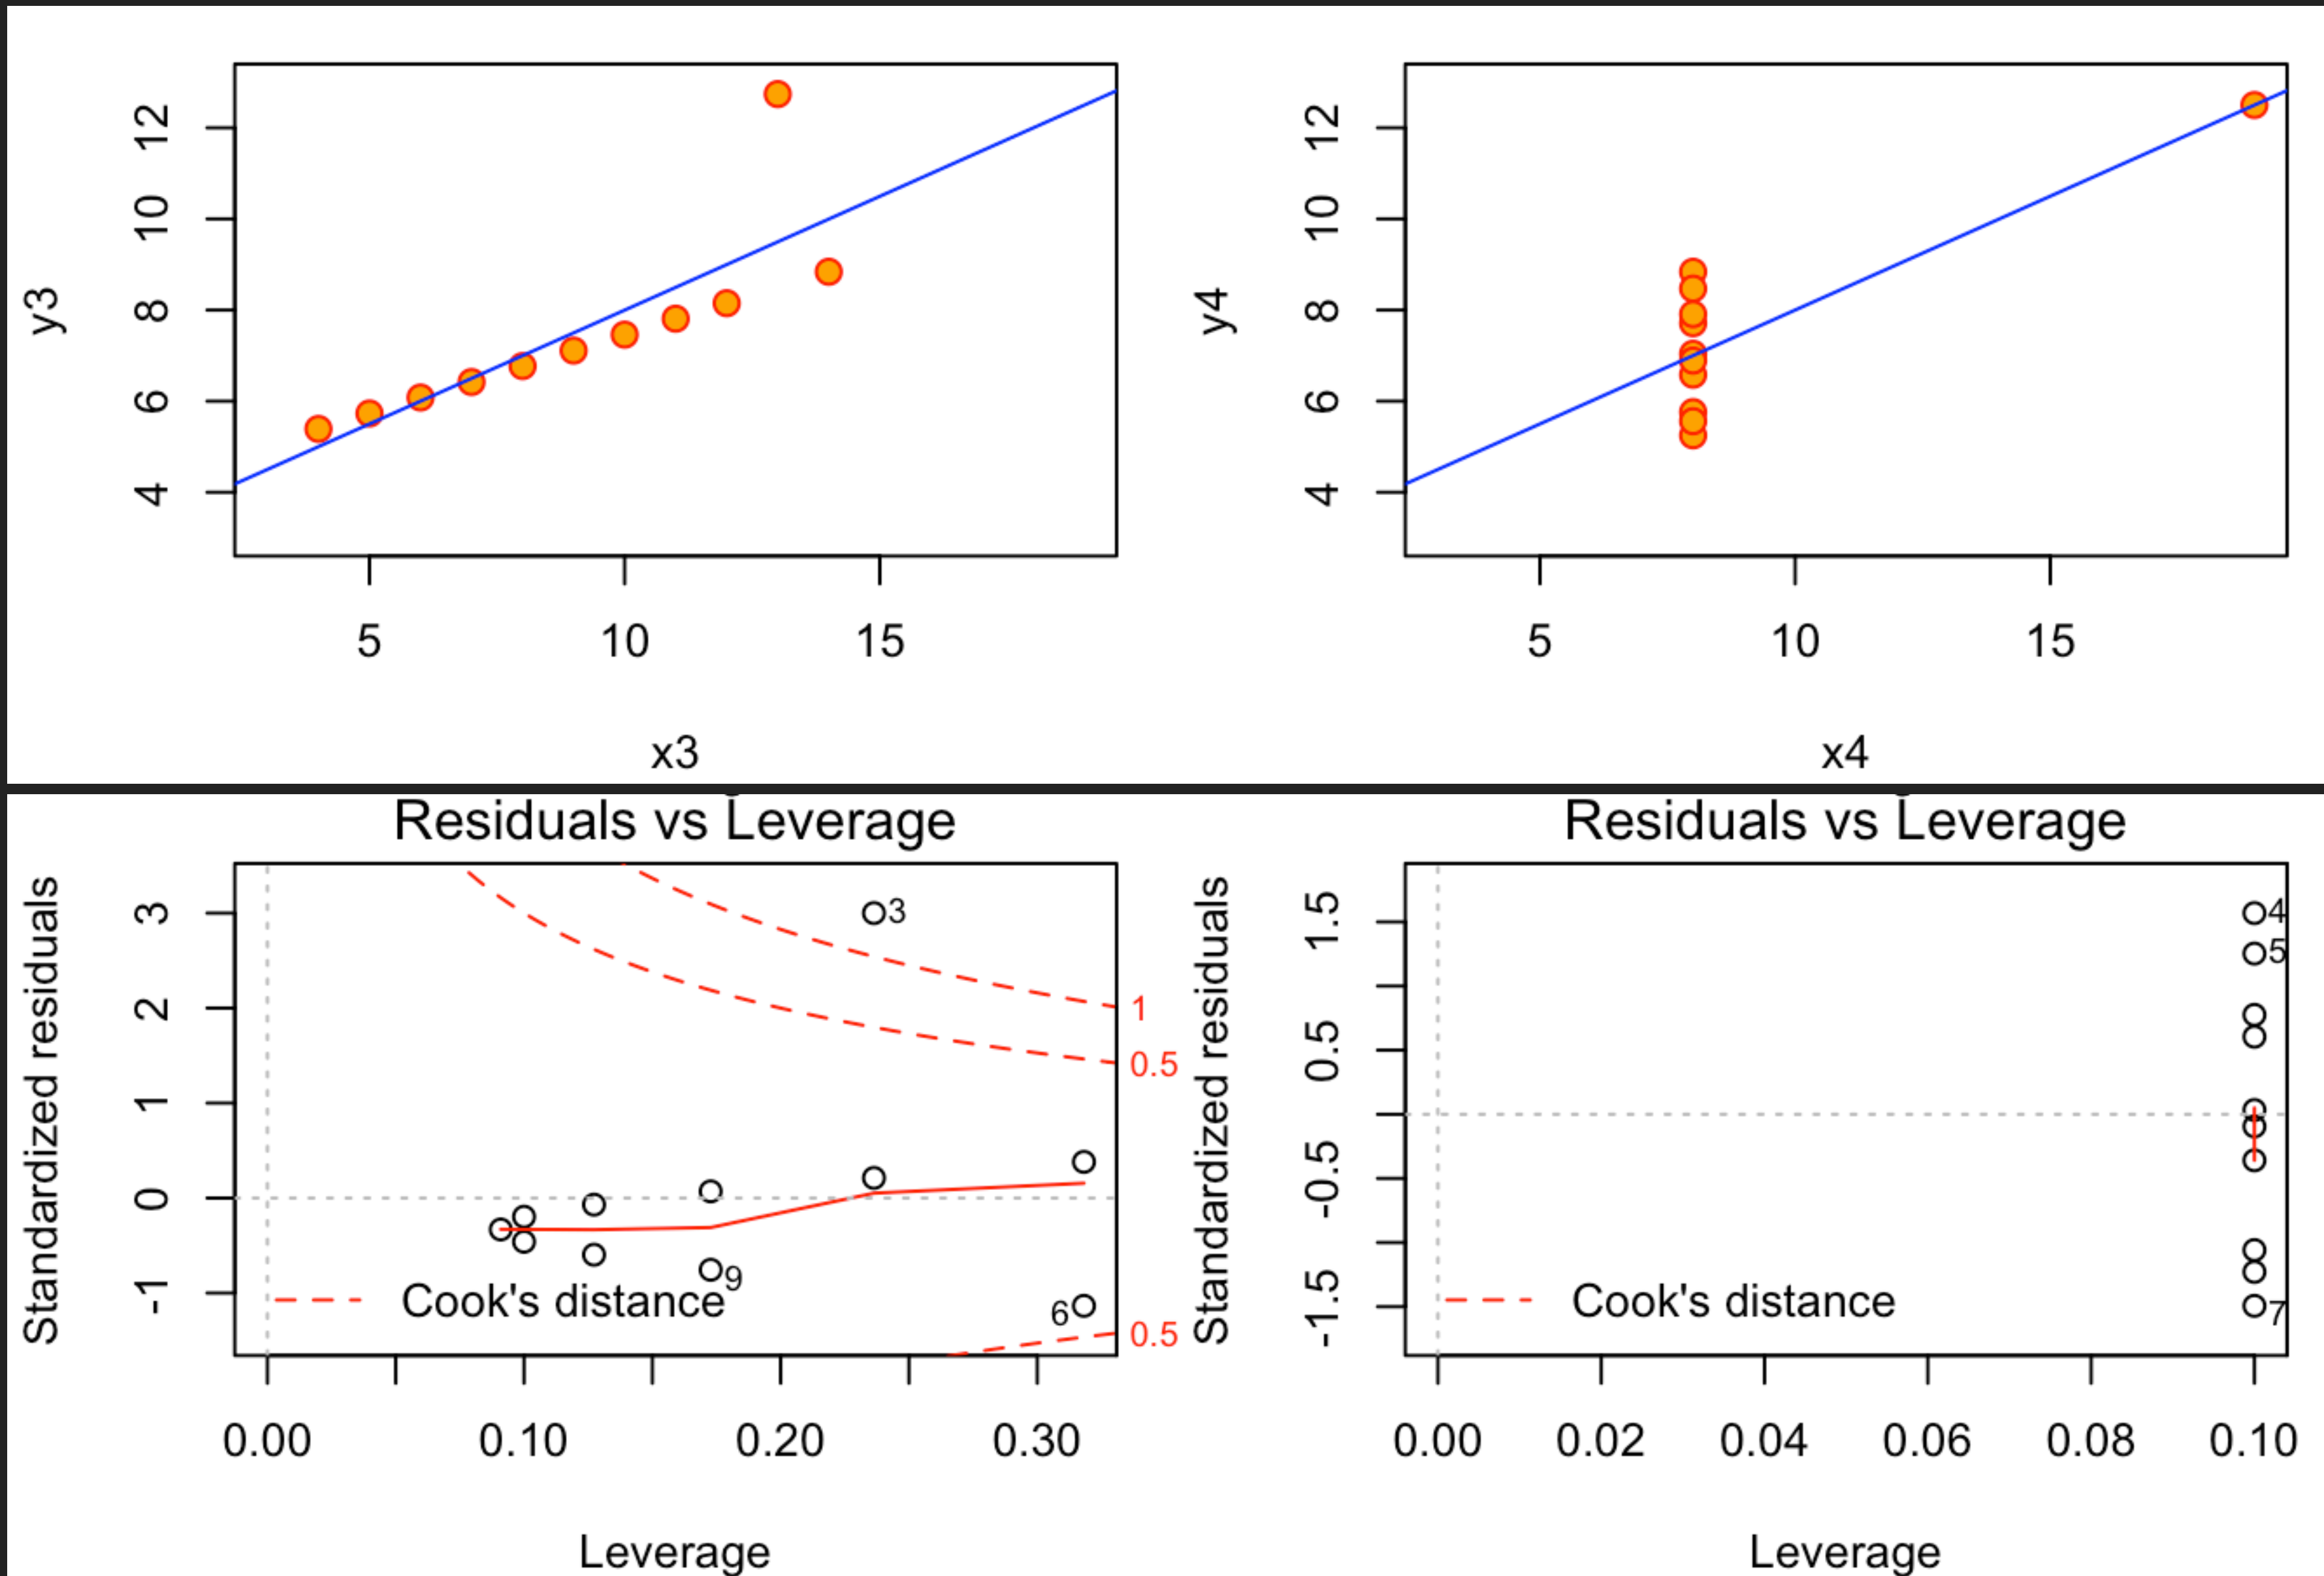 y3
12
10
8
6
4
5 10 15
x3
y4
12
10
8
6
4
5 10 15
x4
Residuals vs Leverage
Standardized residuals
3
2
1
0
-1
3
1
0.5
9
6
0.5
Cook's distance
0.00 0.10 0.20 0.30
Leverage
Residuals vs Leverage
Standardized residuals
1.5
0.5
-0.5
-1.5
4
5
7
Cook's distance
0.00 0.02 0.04 0.06 0.08 0.10
Leverage